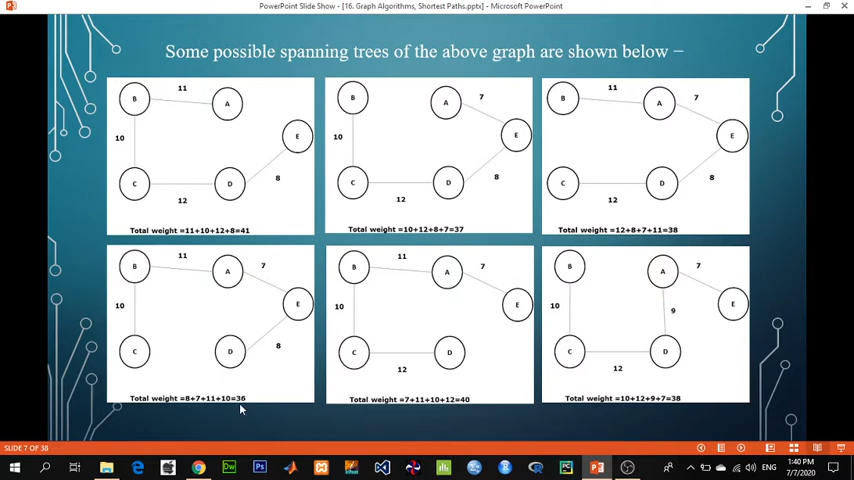 PowerPoint Slide Show - [16. Graph Algorithms, Shortest Paths.pptx] - Microsoft PowerPoint
Some possible spanning trees of the above graph are shown below −
11
B
A
10
E
C
D
8
12
Total weight =11+10+12+8=41
B
A
7
10
E
C
D
8
12
Total weight =10+12+8+7=37
11
B
A
7
E
C
D
8
12
Total weight =12+8+7+11=38
11
B
A
7
10
E
C
D
8
Total weight =8+7+11+10=36
11
B
A
7
10
E
C
D
12
Total weight =7+11+10+12=40
B
A
7
10
9
E
C
D
12
Total weight =10+12+9+7=38
SLIDE 7 OF 38
Dw
Ps
R
PC
ENG
1:40 PM
7/7/2020